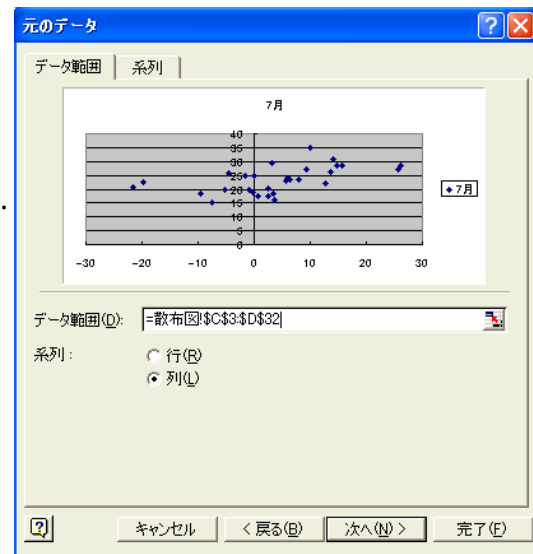 元のデータ
データ範囲 系列
7月
40
35
30
25
20
15
10
5
0
-30 -20 -10 0 10 20 30
7月
データ範囲(D): =散布図!$C$3:$D$32
系列: 行(R)
列(L)
キャンセル < 戻る(B) 次へ(N) > 完了(F)